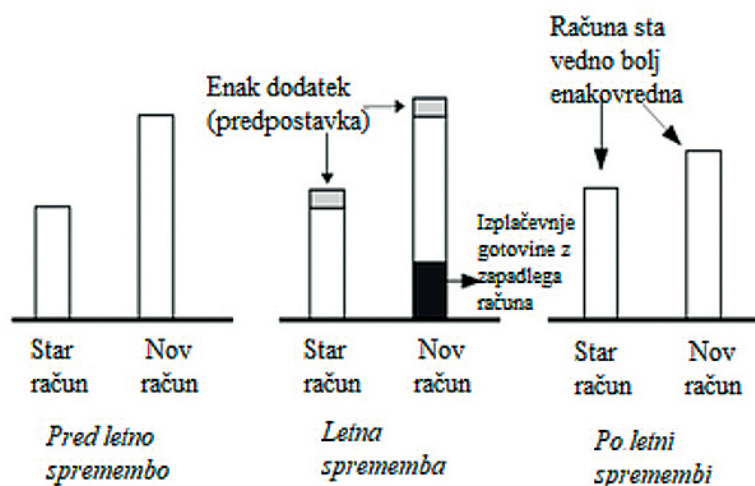 Računa sta
vedno bolj
enakovredna
Enak dodatek
(predpostavka)
Izplačevnje
gotovine z
zapadlega
računa
Star
račun
Nov
račun
Star
račun
Nov
račun
Star
račun
Nov
račun
Pred letno
spremembo
Letna
sprememba
Po.letni
spremembi